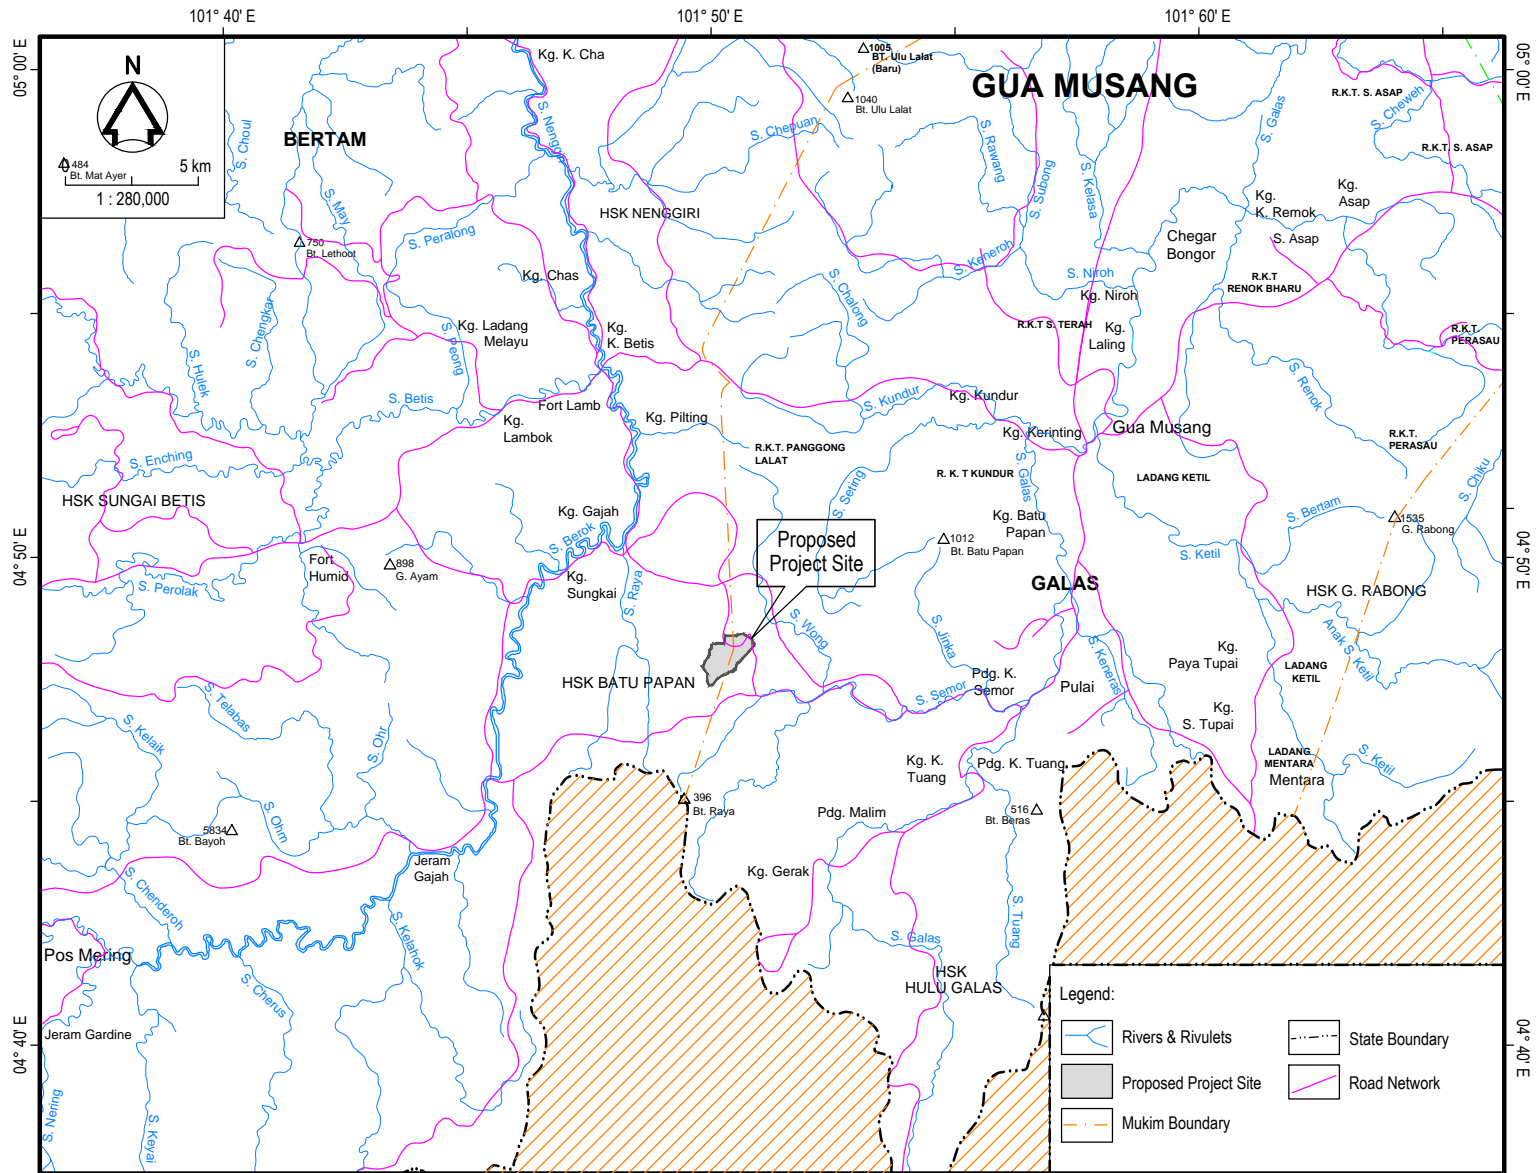 101° 40' E
101° 50' E
101° 60' E
05° 00' E
04° 50' E
04° 40' E
05° 00' E
04° 50' E
04° 40' E
N
484
Bt. Mat Ayer
5 km
1 : 280,000
BERTAM
GUA MUSANG
GALAS
Kg. K. Cha
S. Nenggiri
S. Choul
S. May
750
Bt. Lethoot
S. Peralong
Kg. Chas
HSK NENGGIRI
S. Chepuan
1005
BT. Ulu Lalat
(Baru)
1040
Bt. Ulu Lalat
S. Rawang
S. Subong
S. Kelasa
S. Galas
R.K.T. S. ASAP
S. Cheweh
R.K.T. S. ASAP
Kg.
Asap
Kg.
K. Remok
S. Asap
Chegar
Bongor
S. Keneroh
S. Niroh
Kg. Niroh
R.K.T
RENOK BHARU
S. Chalong
R.K.T S. TERAH
Kg.
Laling
R.K.T.
PERASAU
S. Chengkar
S. Hulek
Kg. Ladang
Melayu
S. Peong
Kg.
K. Betis
S. Betis
Fort Lamb
Kg.
Lambok
Kg. Pilting
S. Kundur
Kg. Kundur
Kg. Kerinting
Gua Musang
S. Renok
R.K.T.
PERASAU
R.K.T. PANGGONG
LALAT
S. Enching
HSK SUNGAI BETIS
S. Seting
R. K. T KUNDUR
S. Galas
LADANG KETIL
S. Chiku
Kg. Gajah
S. Berok
Kg. Batu
Papan
S. Bertam
1535
G. Rabong
Proposed
Project Site
1012
Bt. Batu Papan
S. Ketil
Fort
Humid
898
G. Ayam
S. Perolak
Kg.
Sungkai
S. Raya
HSK G. RABONG
S. Wong
S. Jinka
S. Keneras
Anak S. Ketil
Kg.
Paya Tupai
LADANG
KETIL
HSK BATU PAPAN
S. Telabas
Pdg. K.
Semor
S. Semor
Pulai
Kg.
S. Tupai
S. Kelaik
S. Ohr
Kg. K.
Tuang
Pdg. K. Tuang
LADANG
MENTARA
Mentara
S. Ketil
396
Bt. Raya
Pdg. Malim
516
Bt. Beras
5834
Bt. Bayoh
S. Ohm
Jeram
Gajah
Kg. Gerak
S. Chenderoh
S. Kelahok
S. Galas
S. Tuang
Pos Mering
S. Cherus
HSK
HULU GALAS
Jeram Gardine
S. Nering
S. Keyai
Legend:
Rivers & Rivulets
State Boundary
Proposed Project Site
Road Network
Mukim Boundary